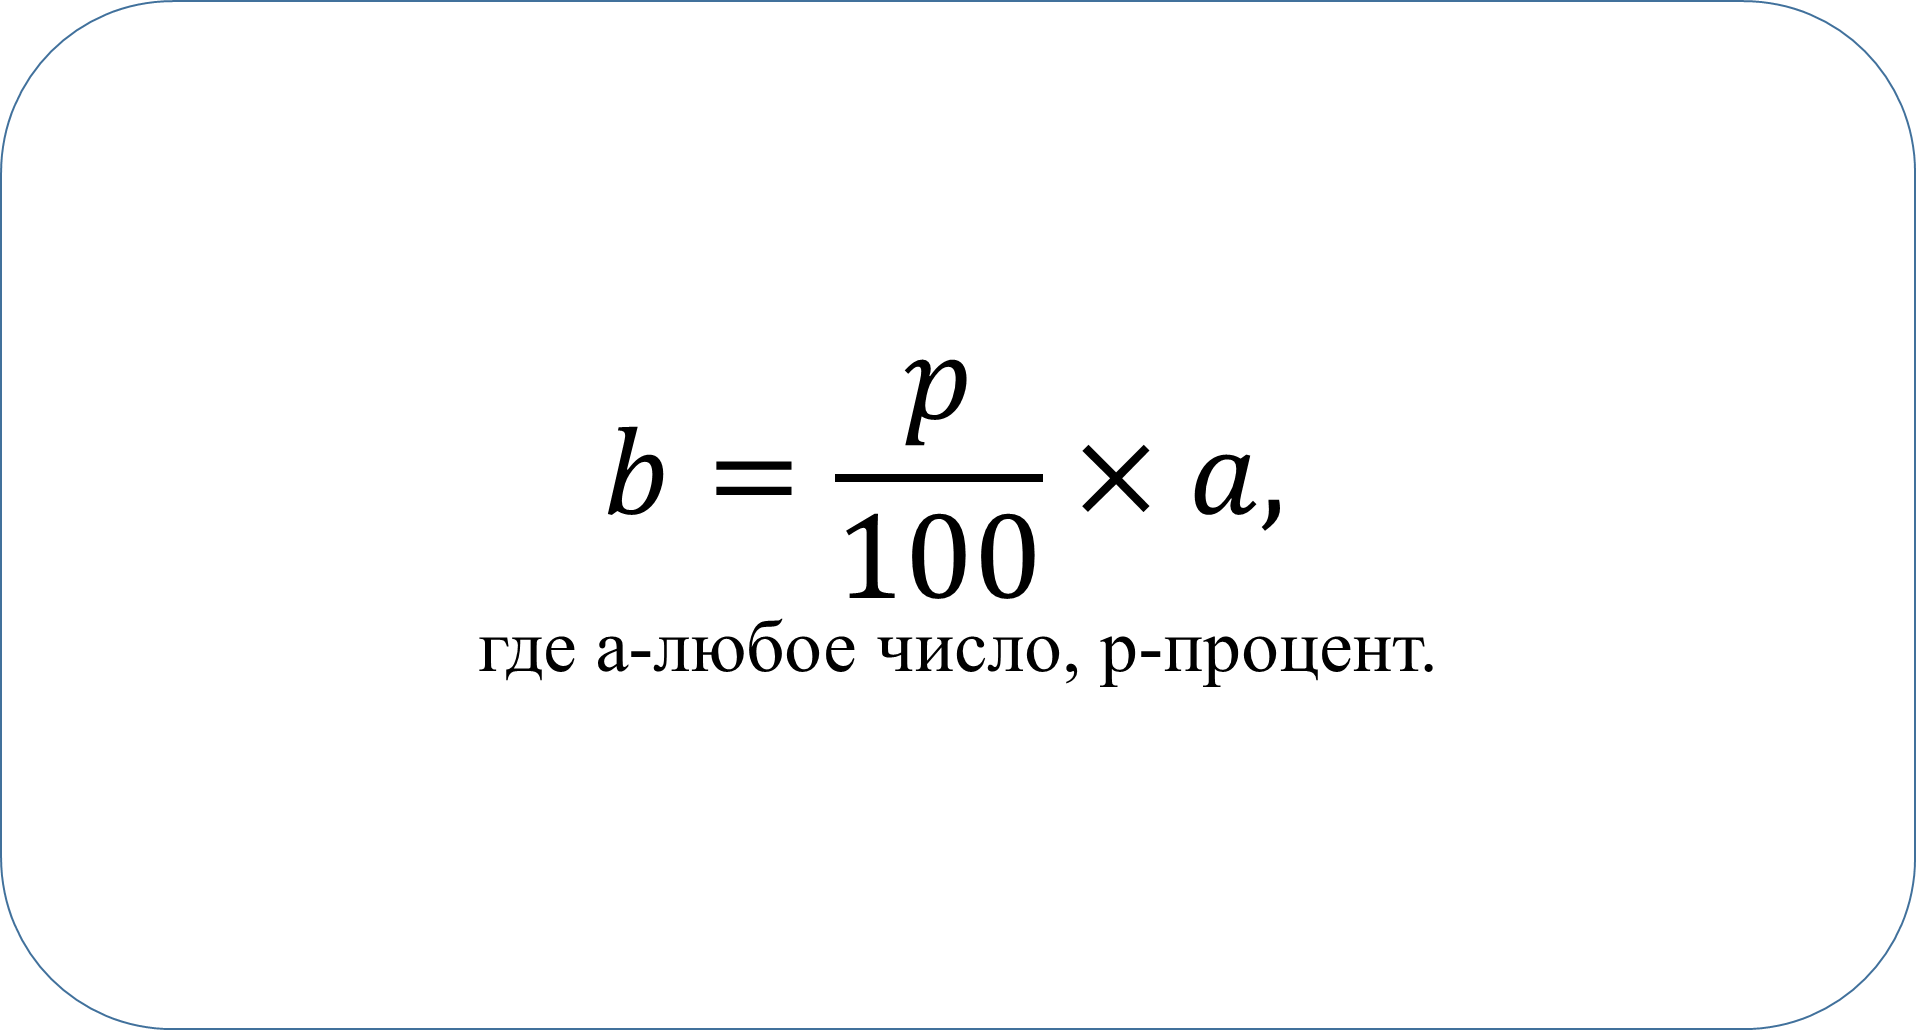 b = p/100 × a,
где а-любое число, р-процент.